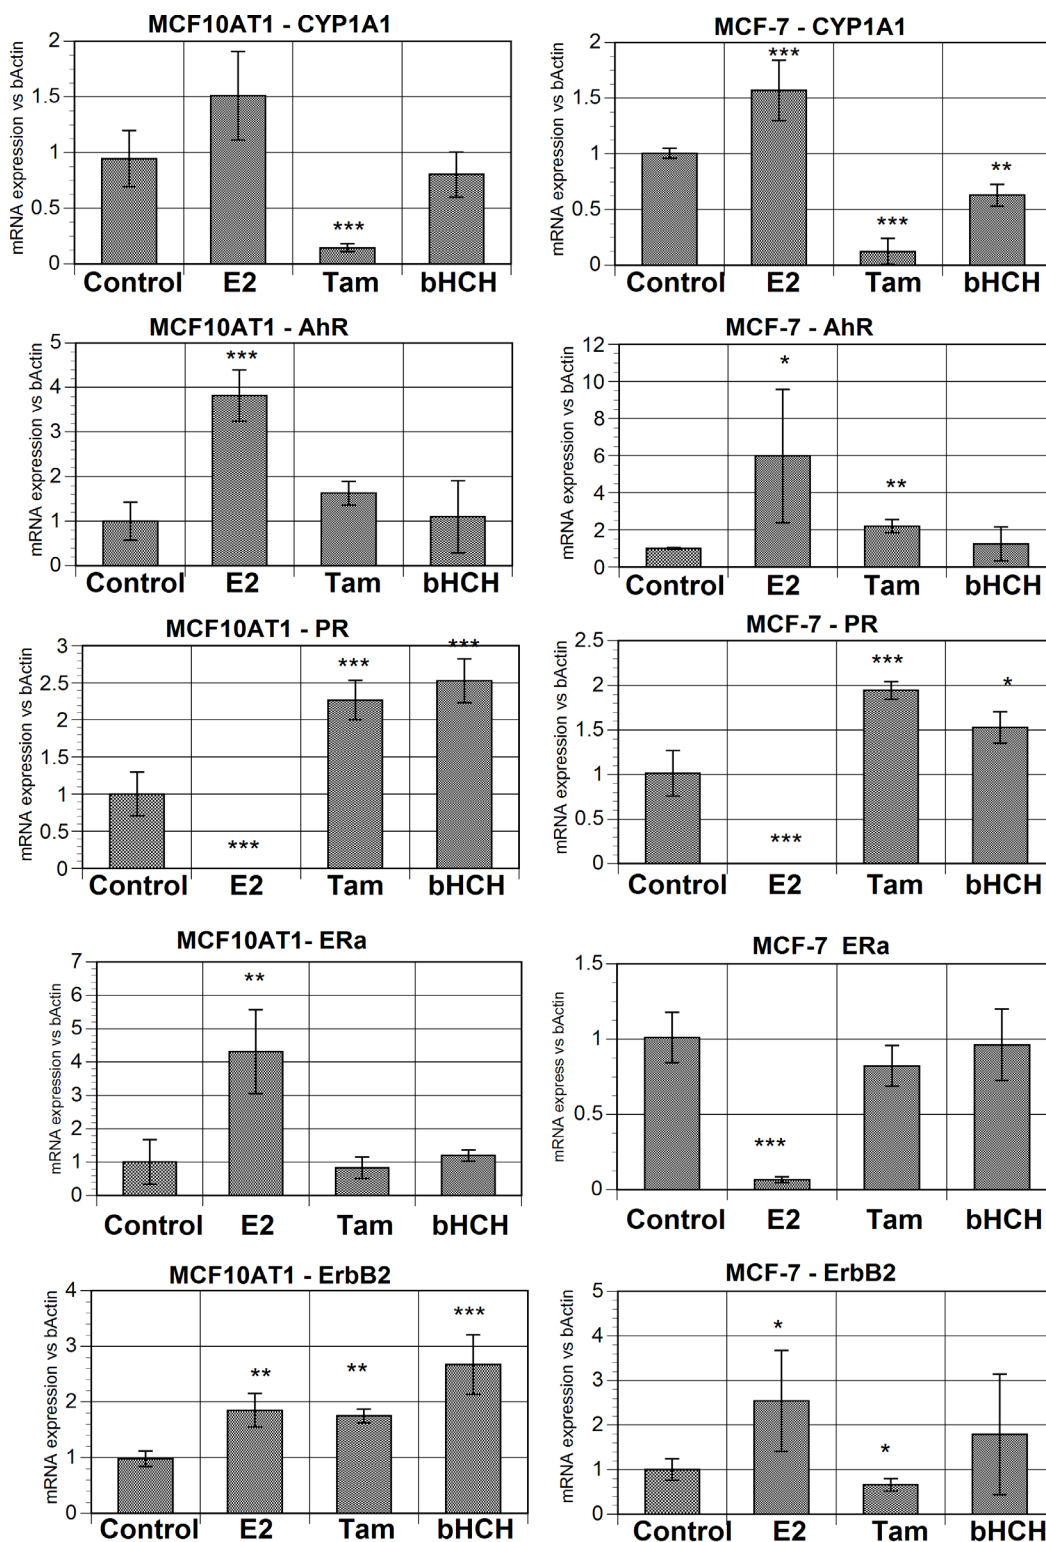 MCF10AT1 - CYP1A1
mRNA expression vs bActin
2
1.5
1
0.5
0
***
Control E2 Tam bHCH
MCF-7 - CYP1A1
mRNA expression vs bActin
2
1.5
1
0.5
0
***
***
**
Control E2 Tam bHCH
MCF10AT1 - AhR
mRNA expression vs bActin
5
4
3
2
1
0
***
Control E2 Tam bHCH
MCF-7 - AhR
mRNA expression vs bActin
12
10
8
6
4
2
0
*
**
Control E2 Tam bHCH
MCF10AT1 - PR
mRNA expression vs bActin
3
2.5
2
1.5
1
0.5
0
***
***
***
Control E2 Tam bHCH
MCF-7 - PR
mRNA expression vs bActin
2.5
2
1.5
1
0.5
0
***
***
*
Control E2 Tam bHCH
MCF10AT1- ERa
mRNA expression vs bActin
7
6
5
4
3
2
1
0
**
Control E2 Tam bHCH
MCF-7 ERa
mRNA express vs bActin
1.5
1
0.5
0
***
Control E2 Tam bHCH
MCF10AT1 - ErbB2
mRNA expression vs bActin
4
3
2
1
0
**
**
***
Control E2 Tam bHCH
MCF-7 - ErbB2
mRNA expression vs bActin
5
4
3
2
1
0
*
*
Control E2 Tam bHCH